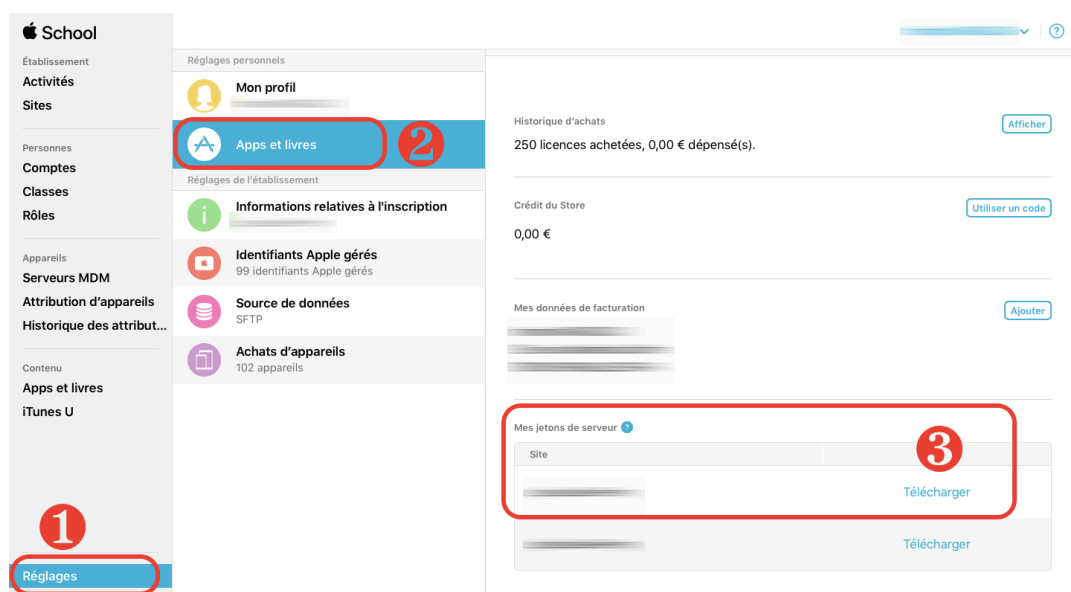 School
Établissement
Activités
Sites
Personnes
Comptes
Classes
Rôles
Appareils
Serveurs MDM
Attribution d'appareils
Historique des attribut...
Contenu
Apps et livres
iTunes U
1
Réglages
Réglages personnels
Mon profil
Apps et livres
2
Réglages de l'établissement
Informations relatives à l'inscription
Identifiants Apple gérés
99 identifiants Apple gérés
Source de données
SFTP
Achats d'appareils
102 appareils
?
Historique d'achats
Afficher
250 licences achetées, 0,00 € dépensé(s).
Crédit du Store
Utiliser un code
0,00 €
Mes données de facturation
Ajouter
Mes jetons de serveur ?
3
Site
Télécharger
Télécharger